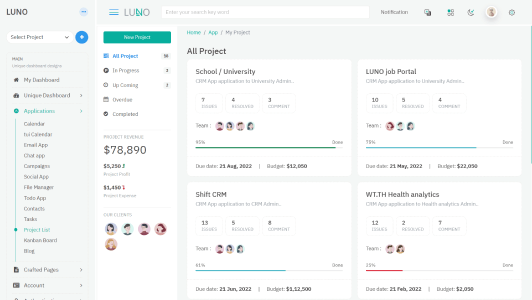 LUNO
Select Project
MAIN
Unique dashboard designs
My Dashboard
Unique Dashboard
Applications
Calendar
tui Calendar
Email App
Chat app
Campaigns
Social App
File Manager
Todo App
Contacts
Tasks
Project List
Kanban Board
Blog
Crafted Pages
Account
LUNO
Enter your search key word
Notification
New Project
All Project
In Progress
2
Up Coming
3
Overdue
Completed
PROJECT REVENUE
$78,890
$5,250
Project Profit
$1,450
Project Expense
OUR CLIENTS
Home / App / My Project
All Project
School / University
CRM App application to University Admin..
7 4 3
ISSUES RESOLVED COMMENT
Team :
95% Done
Due date: 21 Aug, 2022 | Budget: $12,050
LUNO job Portal
CRM App application to University Admin..
10 5 4
ISSUES RESOLVED COMMENT
Team :
75% Done
Due date: 21 May, 2022 | Budget: $22,050
Shift CRM
CRM App application to CRM Admin..
13 5 8
ISSUES RESOLVED COMMENT
Team :
61% Done
Due date: 21 Jun, 2022 | Budget: $1,12,500
WT.TH Health analytics
CRM App application to Health analytics Admin..
12 2 7
ISSUES RESOLVED COMMENT
Team :
25% Done
Due date: 21 Feb, 2022 | Budget: $2,050